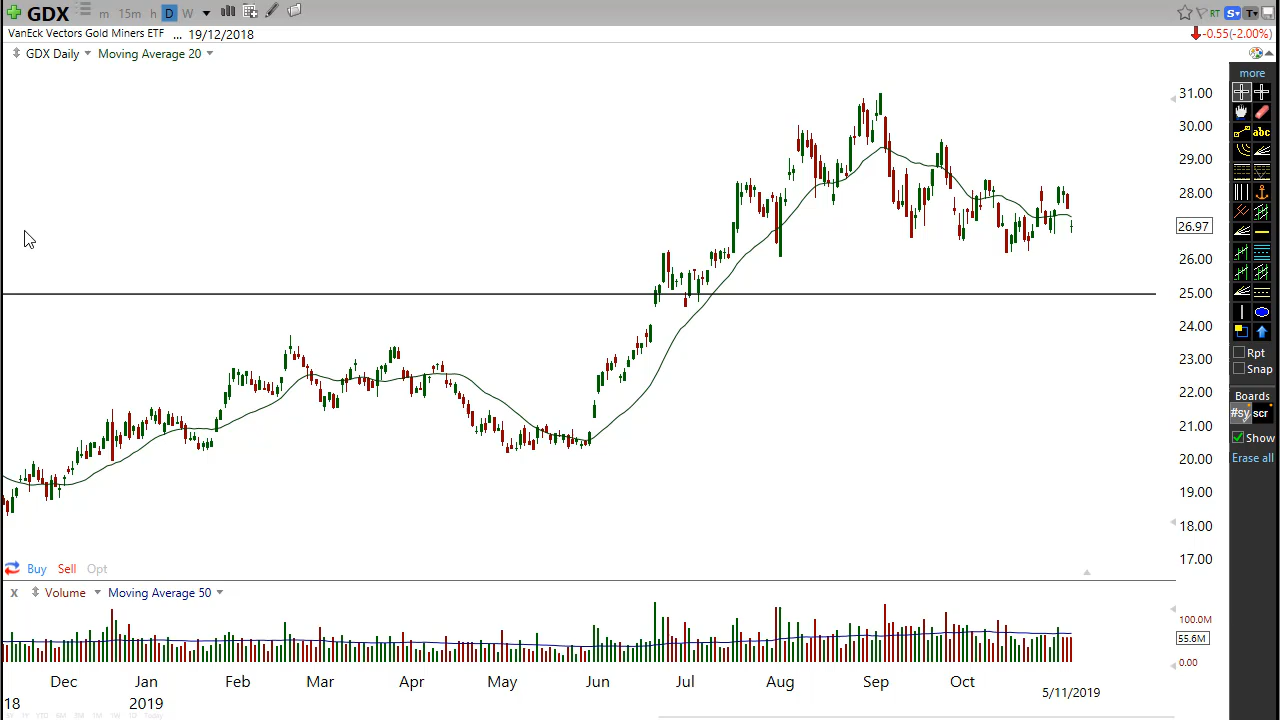 GDX m 15m h D W RT S T
VanEck Vectors Gold Miners ETF ... 19/12/2018 -0.55(-2.00%)
GDX Daily Moving Average 20
more
abc
31.00
30.00
29.00
28.00
26.97
26.00
25.00
24.00
23.00
22.00
21.00
20.00
19.00
18.00
17.00
Rpt
Snap
Boards
#sy scr
Show
Erase all
Buy Sell Opt
X Volume Moving Average 50
100.0M
55.6M
0.00
Dec Jan Feb Mar Apr May Jun Jul Aug Sep Oct
18 2019 5/11/2019